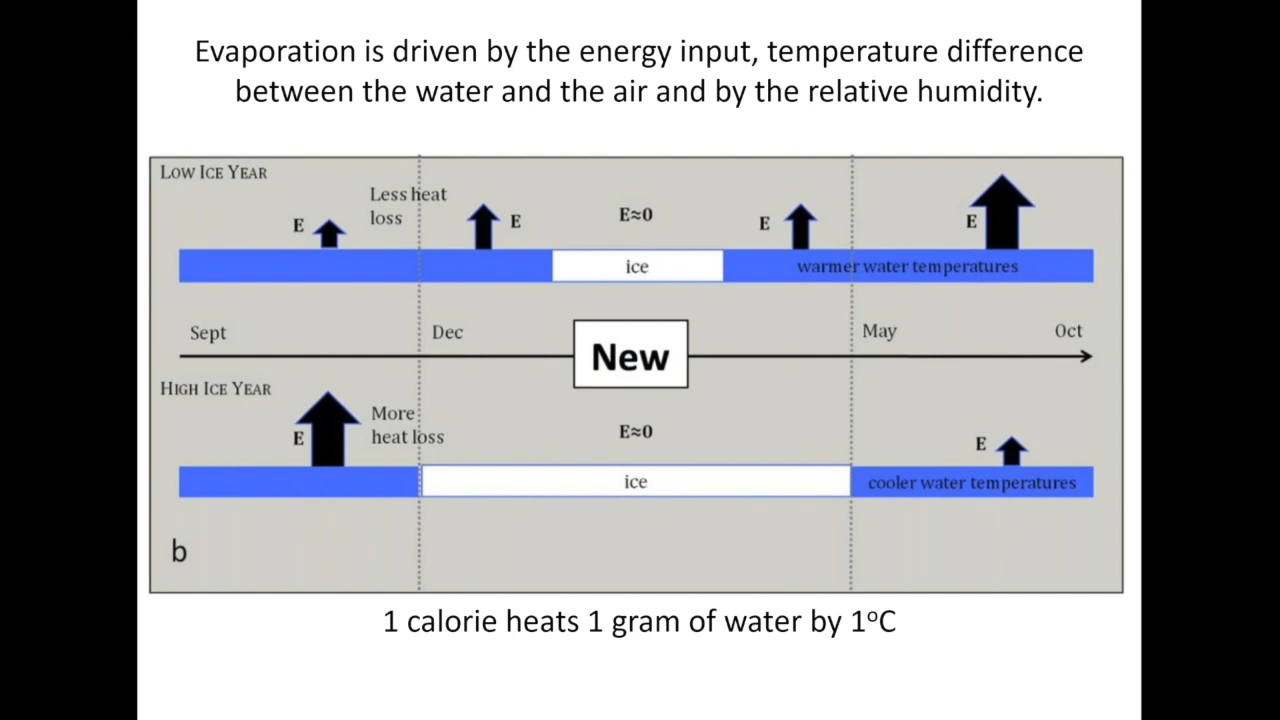 Evaporation is driven by the energy input, temperature difference
between the water and the air and by the relative humidity.
LOW ICE YEAR
Less heat
loss
E
E
E≈0
E
E
ice
warmer water temperatures
Sept
Dec
New
May
Oct
HIGH ICE YEAR
More
heat loss
E
E≈0
E
ice
cooler water temperatures
b
1 calorie heats 1 gram of water by 1°C